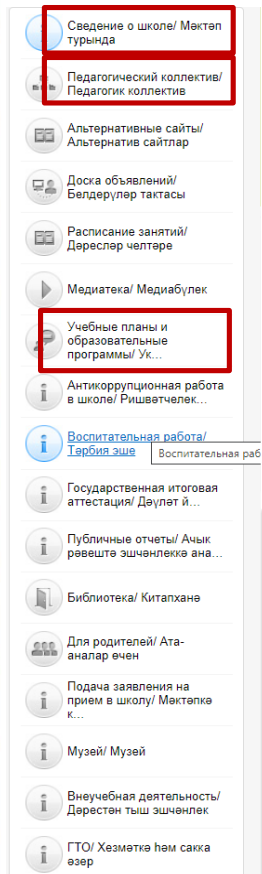 Сведение о школе/ Мәктәп
турында
Педагогический коллектив/
Педагогик коллектив
Альтернативные сайты/
Альтернатив сайтлар
Доска объявлений/
Белдерүләр тактасы
Расписание занятий/
Дәресләр челтәре
Медиатека/ Медиабүлек
Учебные планы и
образовательные
программы/ Ук...
Антикоррупционная работа
в школе/ Ришвәтчелек...
Воспитательная работа/
Тәрбия эше
Воспитательная раб
Государственная итоговая
аттестация/ Дәүләт й...
Публичные отчеты/ Ачык
рәвештә эшчәнлеккә ана...
Библиотека/ Китапханә
Для родителей/ Ата-
аналар өчен
Подача заявления на
прием в школу/ Мәктәпкә
к...
Музей/ Музей
Внеучебная деятельность/
Дәрестән тыш эшчәнлек
ГТО/ Хезмәткә һәм сакка
әзер